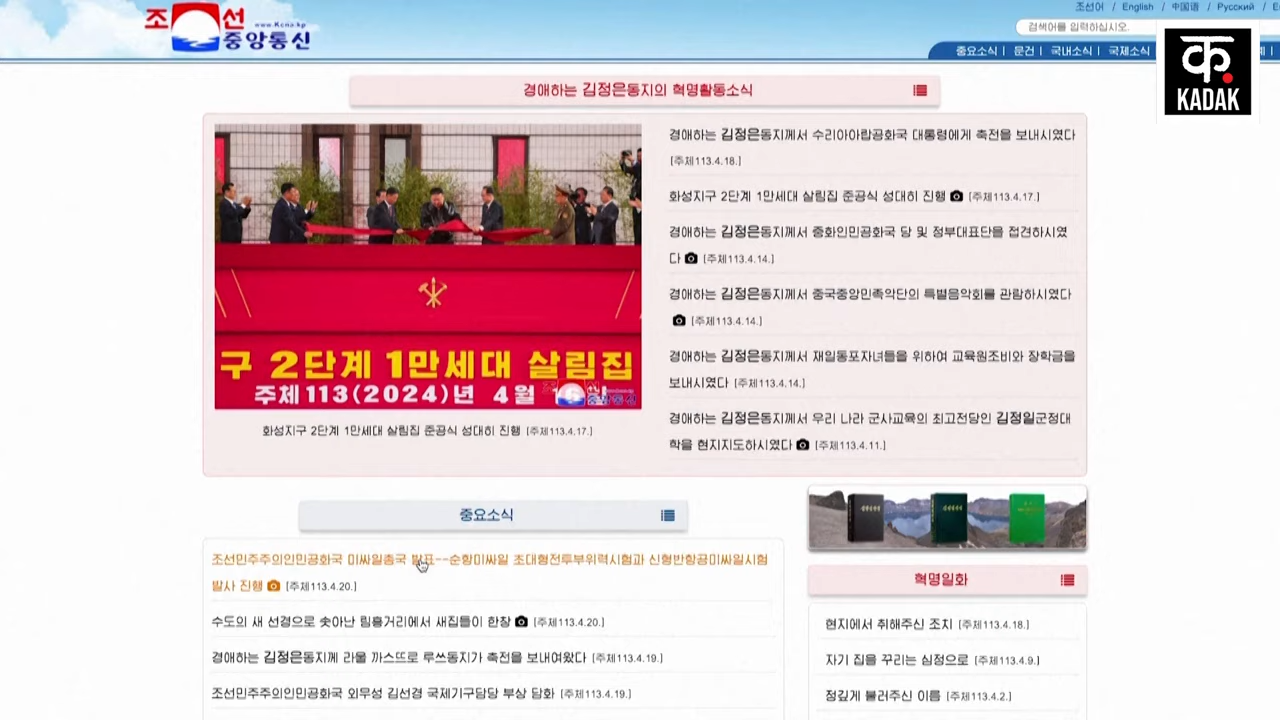 조선어 / English / 中国语 / Русский /
조 선
www.Kcna.kp
중앙통신
검색어를 입력하십시오.
중요소식 | 문건 | 국내소식 | 국제소식
क
KADAK
경애하는 김정은동지의 혁명활동소식
경애하는 김정은동지께서 수리아아랍공화국 대통령에게 축전을 보내시였다
[주체113.4.18.]
화성지구 2단계 1만세대 살림집 준공식 성대히 진행 [주체113.4.17.]
경애하는 김정은동지께서 중화인민공화국 당 및 정부대표단을 접견하시였
다 [주체113.4.14.]
경애하는 김정은동지께서 중국중앙민족악단의 특별음악회를 관람하시였다
[주체113.4.14.]
경애하는 김정은동지께서 재일동포자녀들을 위하여 교육원조비와 장학금을
보내시였다 [주체113.4.14.]
경애하는 김정은동지께서 우리 나라 군사교육의 최고전당인 김정일군정대
학을 현지지도하시였다 [주체113.4.11.]
구 2단계 1만세대 살림집
주체113(2024)년 4월
화성지구 2단계 1만세대 살림집 준공식 성대히 진행 [주체113.4.17.]
중요소식
조선민주주의인민공화국 미싸일총국 발표--순항미싸일 초대형전투부위력시험과 신형반항공미싸일시험
발사 진행 [주체113.4.20.]
수도의 새 선경으로 솟아난 림흥거리에서 새집들이 한창 [주체113.4.20.]
경애하는 김정은동지께 라울 까스뜨로 루쓰동지가 축전을 보내여왔다 [주체113.4.19.]
조선민주주의인민공화국 외무성 김선경 국제기구담당 부상 담화 [주체113.4.19.]
혁명일화
현지에서 취해주신 조치 [주체113.4.18.]
자기 집을 꾸리는 심정으로 [주체113.4.9.]
정깊게 불러주신 이름 [주체113.4.2.]